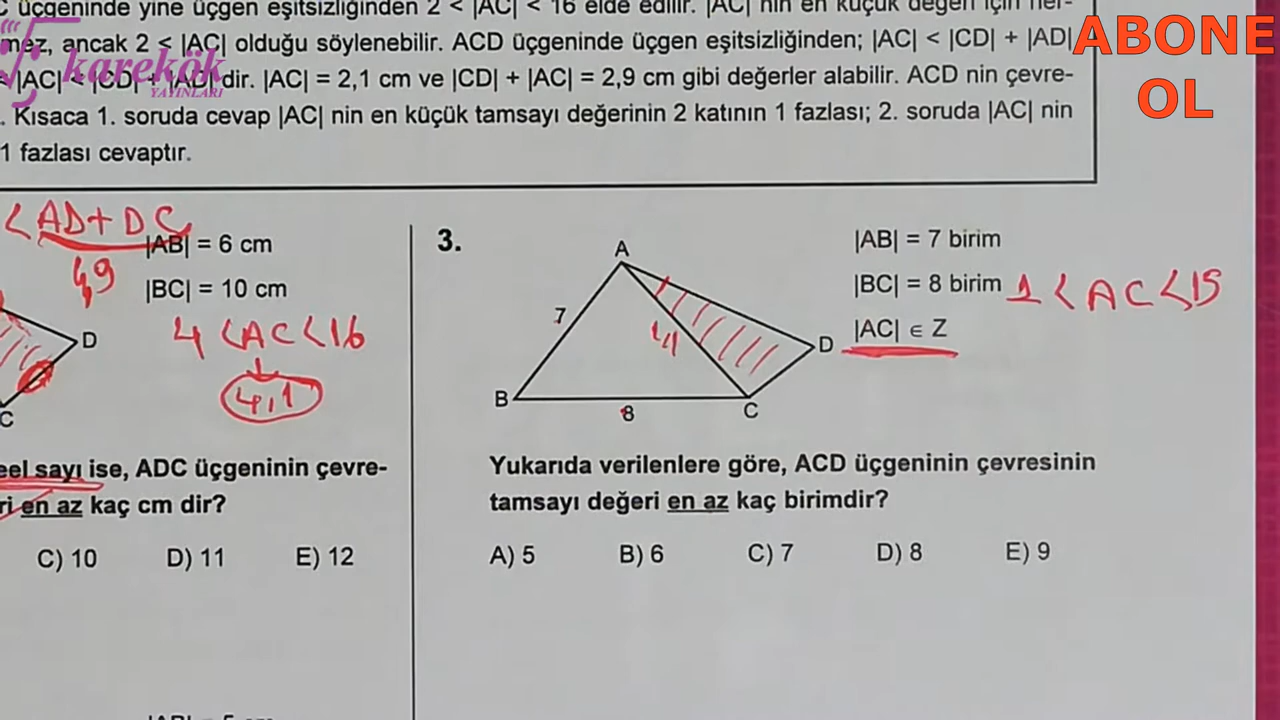 üçgeninde yine üçgen eşitsizliğinden 2 < |AC| < 16 elde edilir. |AC| nin en küçük değeri için her-
mez, ancak 2 < |AC| olduğu söylenebilir. ACD üçgeninde üçgen eşitsizliğinden; |AC| < |CD| + |AD|
ABONE
OL
karekök
YAYINLARI
|AC| < |CD| + |AD| dir. |AC| = 2,1 cm ve |CD| + |AC| = 2,9 cm gibi değerler alabilir. ACD nin çevre-
. Kısaca 1. soruda cevap |AC| nin en küçük tamsayı değerinin 2 katının 1 fazlası; 2. soruda |AC| nin
1 fazlası cevaptır.
< AD + DC
4,9
|AB| = 6 cm
|BC| = 10 cm
4 < AC < 16
4,1
D
C
eel sayı ise, ADC üçgeninin çevre-
ri en az kaç cm dir?
C) 10 D) 11 E) 12
3.
A
7
B
8
C
D
|AB| = 7 birim
|BC| = 8 birim
1 < AC < 15
|AC| ∈ Z
Yukarıda verilenlere göre, ACD üçgeninin çevresinin
tamsayı değeri en az kaç birimdir?
A) 5 B) 6 C) 7 D) 8 E) 9